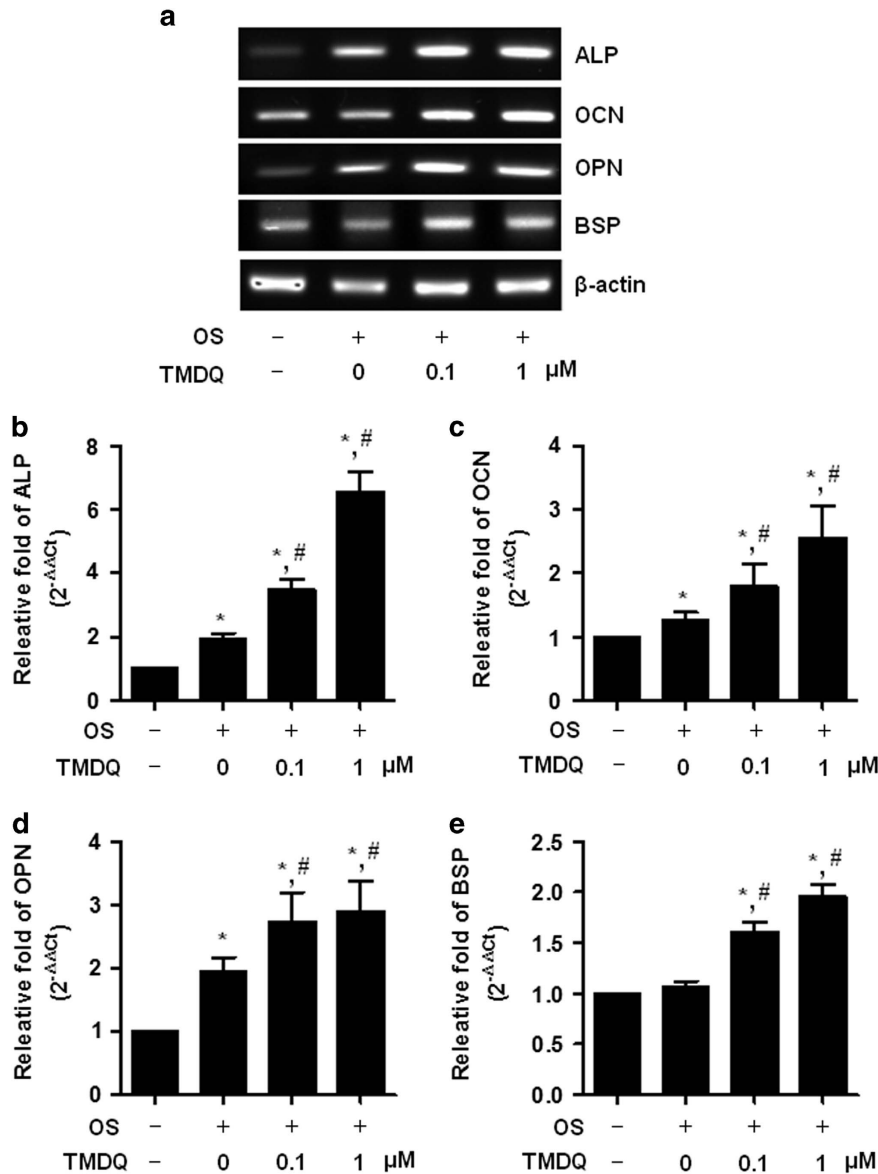 a
ALP
OCN
OPN
BSP
β-actin
OS – + + +
TMDQ – 0 0.1 1 µM
b
Releative fold of ALP
(2-ΔΔCt)
8
6
4
2
0
*
*, #
*, #
OS – + + +
TMDQ – 0 0.1 1 µM
c
Releative fold of OCN
(2-ΔΔCt)
4
3
2
1
0
*
*, #
*, #
OS – + + +
TMDQ – 0 0.1 1 µM
d
Releative fold of OPN
(2-ΔΔCt)
4
3
2
1
0
*
*, #
*, #
OS – + + +
TMDQ – 0 0.1 1 µM
e
Releative fold of BSP
(2-ΔΔCt)
2.5
2.0
1.5
1.0
0.5
0.0
*, #
*, #
OS – + + +
TMDQ – 0 0.1 1 µM